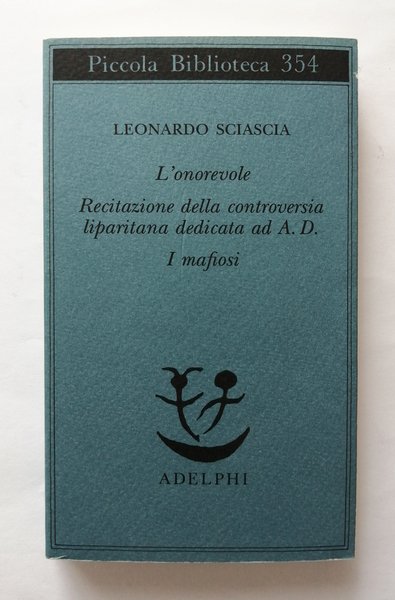 Piccola Biblioteca 354
LEONARDO SCIASCIA
L'onorevole
Recitazione della controversia
liparitana dedicata ad A. D.
I mafiosi
ADELPHI